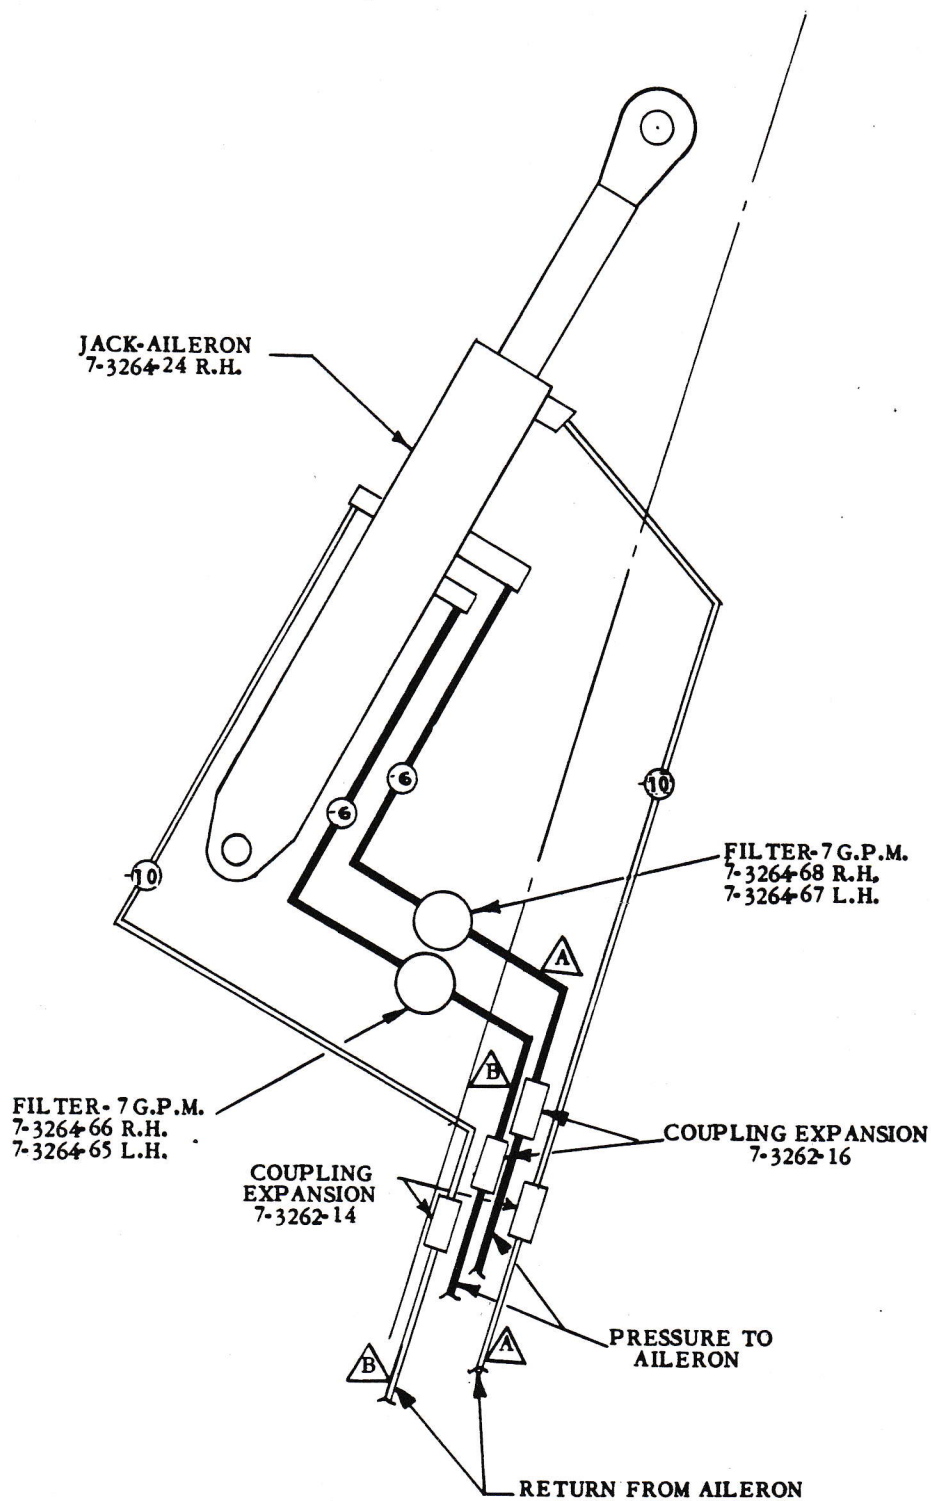 JACK-AILERON
7-3264-24 R.H.
-6
-6
-10
-10
FILTER-7 G.P.M.
7-3264-68 R.H.
7-3264-67 L.H.
A
B
FILTER-7 G.P.M.
7-3264-66 R.H.
7-3264-65 L.H.
COUPLING EXPANSION
7-3262-16
COUPLING
EXPANSION
7-3262-14
PRESSURE TO
AILERON
A
B
RETURN FROM AILERON